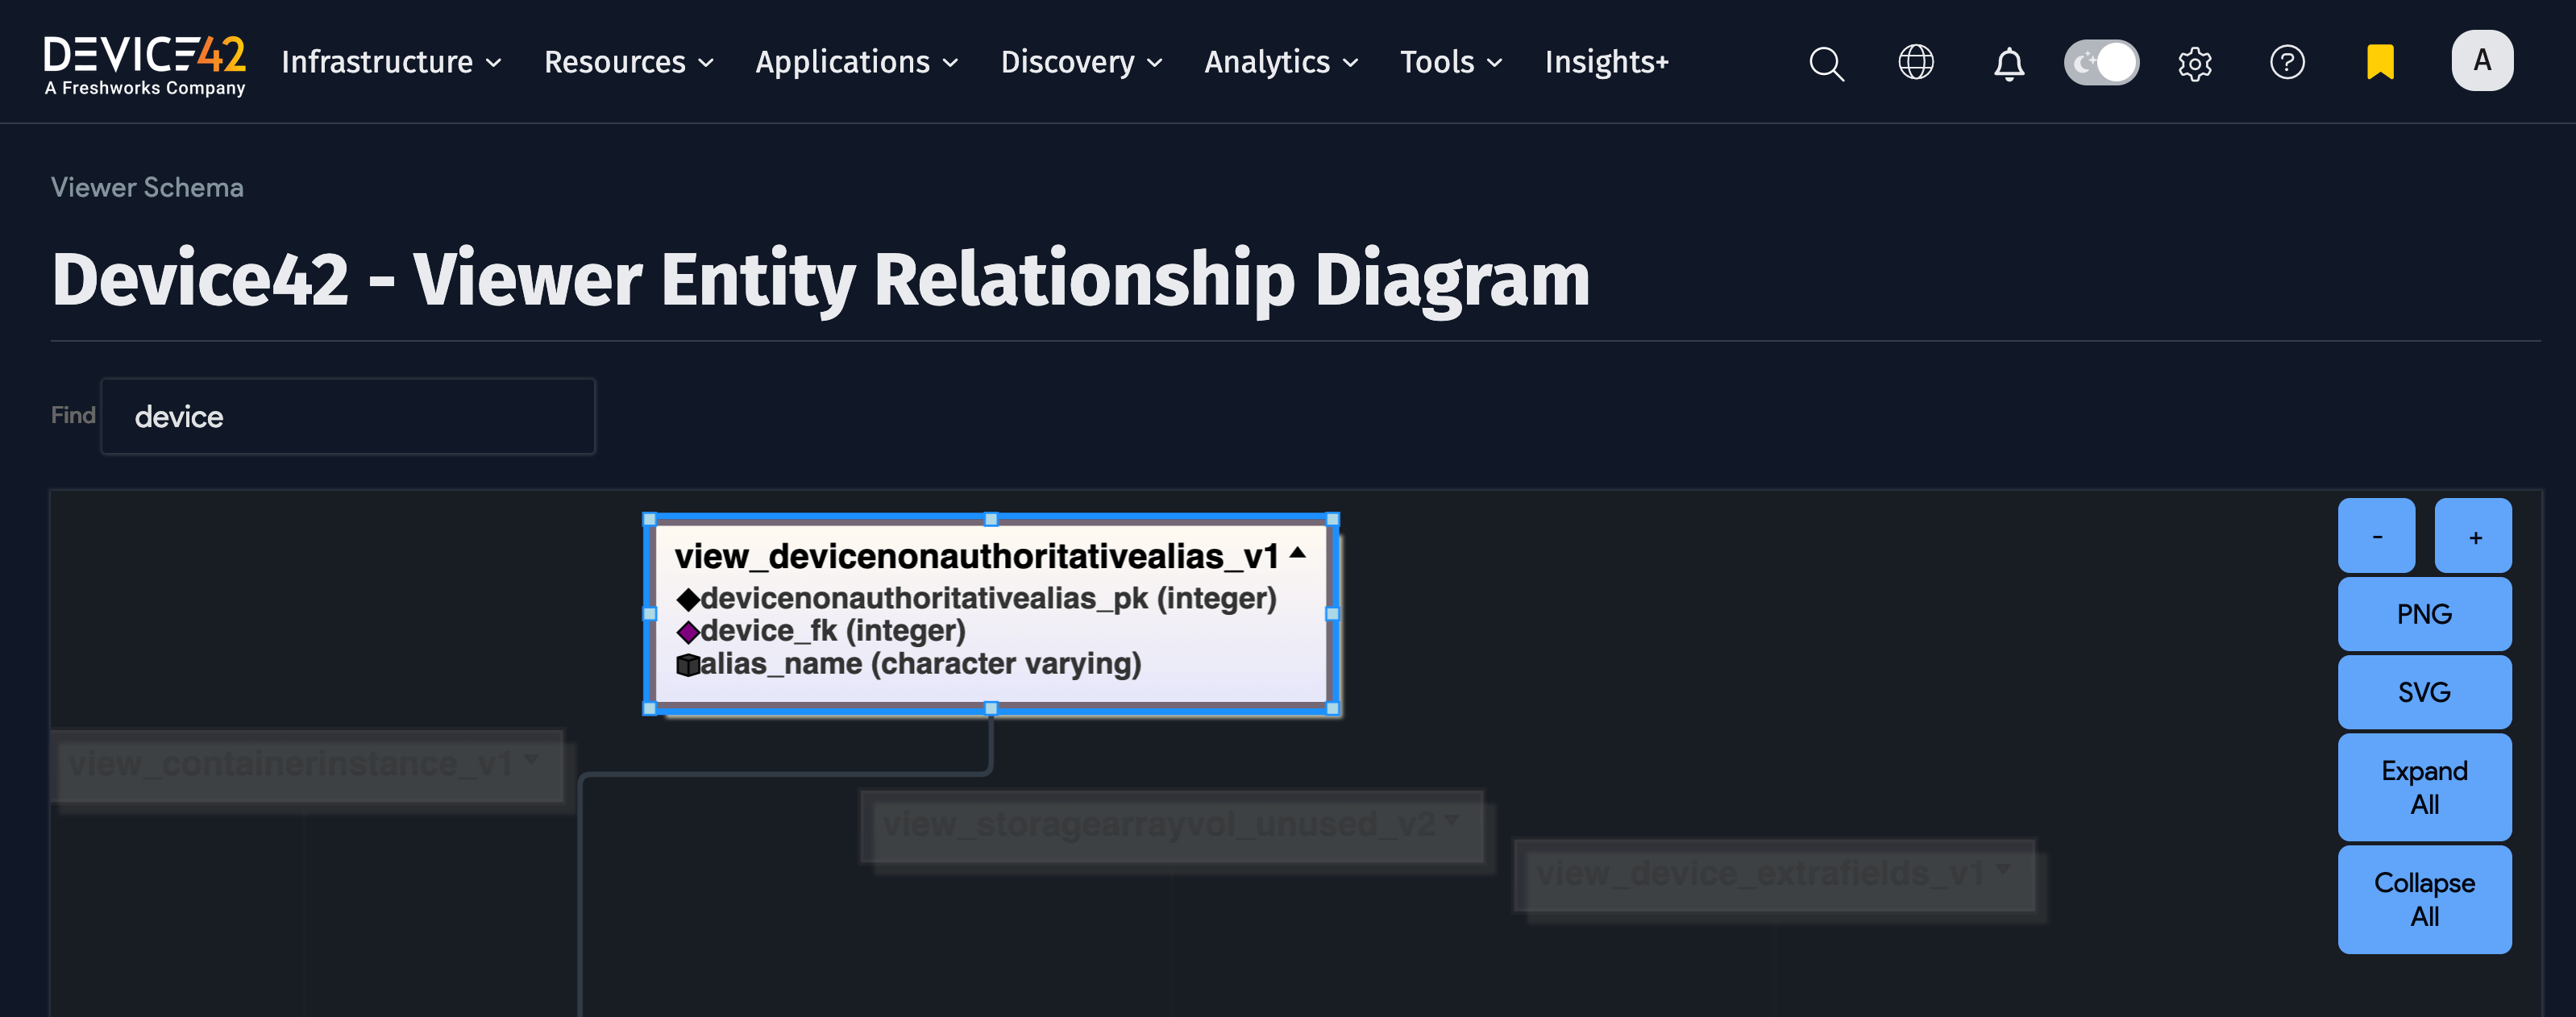 DEVICE42
A Freshworks Company
Infrastructure
Resources
Applications
Discovery
Analytics
Tools
Insights+
A
Viewer Schema
Device42 - Viewer Entity Relationship Diagram
Find
device
view_devicenonauthoritativealias_v1
devicenonauthoritativealias_pk (integer)
device_fk (integer)
alias_name (character varying)
view_containerinstance_v1
view_storagearrayvol_unused_v2
view_device_extrafields_v1
-
+
PNG
SVG
Expand
All
Collapse
All